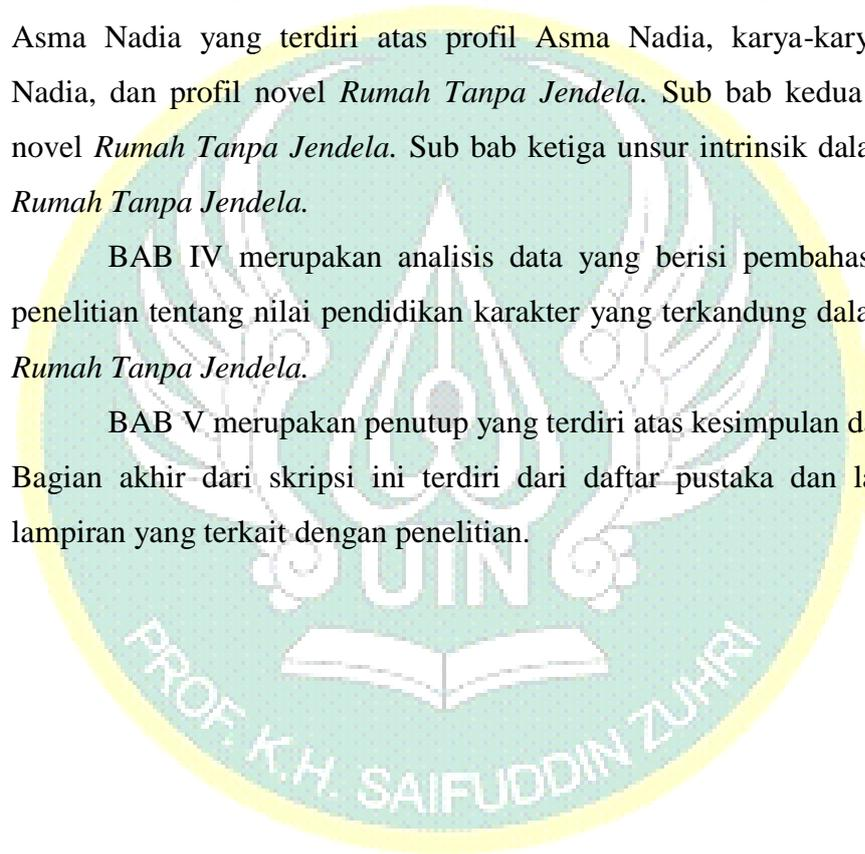 Asma Nadia yang terdiri atas profil Asma Nadia, karya-kary
Nadia, dan profil novel Rumah Tanpa Jendela. Sub bab kedua
novel Rumah Tanpa Jendela. Sub bab ketiga unsur intrinsik dala
Rumah Tanpa Jendela.
BAB IV merupakan analisis data yang berisi pembahas
penelitian tentang nilai pendidikan karakter yang terkandung dala
Rumah Tanpa Jendela.
BAB V merupakan penutup yang terdiri atas kesimpulan da
Bagian akhir dari skripsi ini terdiri dari daftar pustaka dan la
lampiran yang terkait dengan penelitian.
UIN
PROF. K.H. SAIFUDDIN ZUHRI